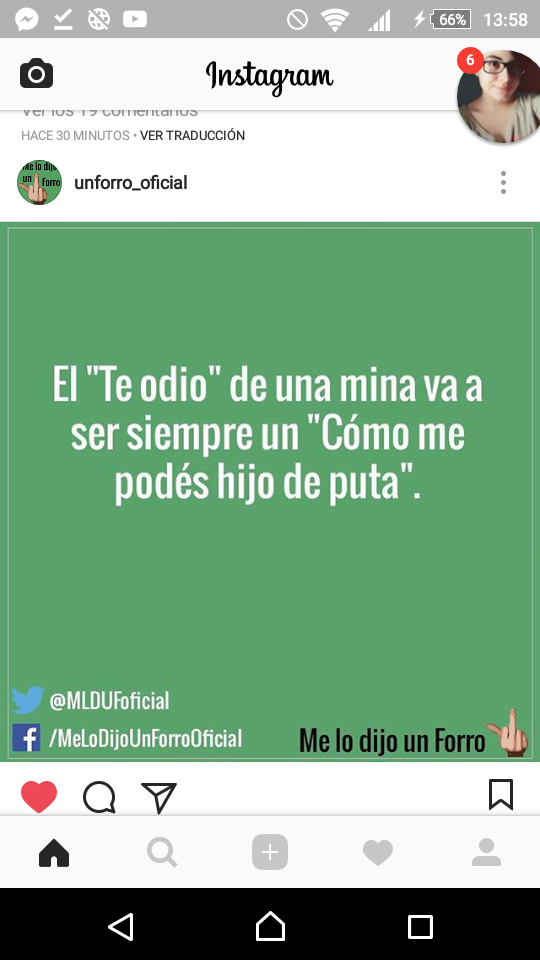 66% 13:58
Instagram
6
Ver los 19 comentarios
HACE 30 MINUTOS • VER TRADUCCIÓN
Me lo dijo
un Forro
unforro_oficial
El "Te odio" de una mina va a
ser siempre un "Cómo me
podés hijo de puta".
@MLDUFoficial
f /MeLoDijoUnForroOficial
Me lo dijo un Forro